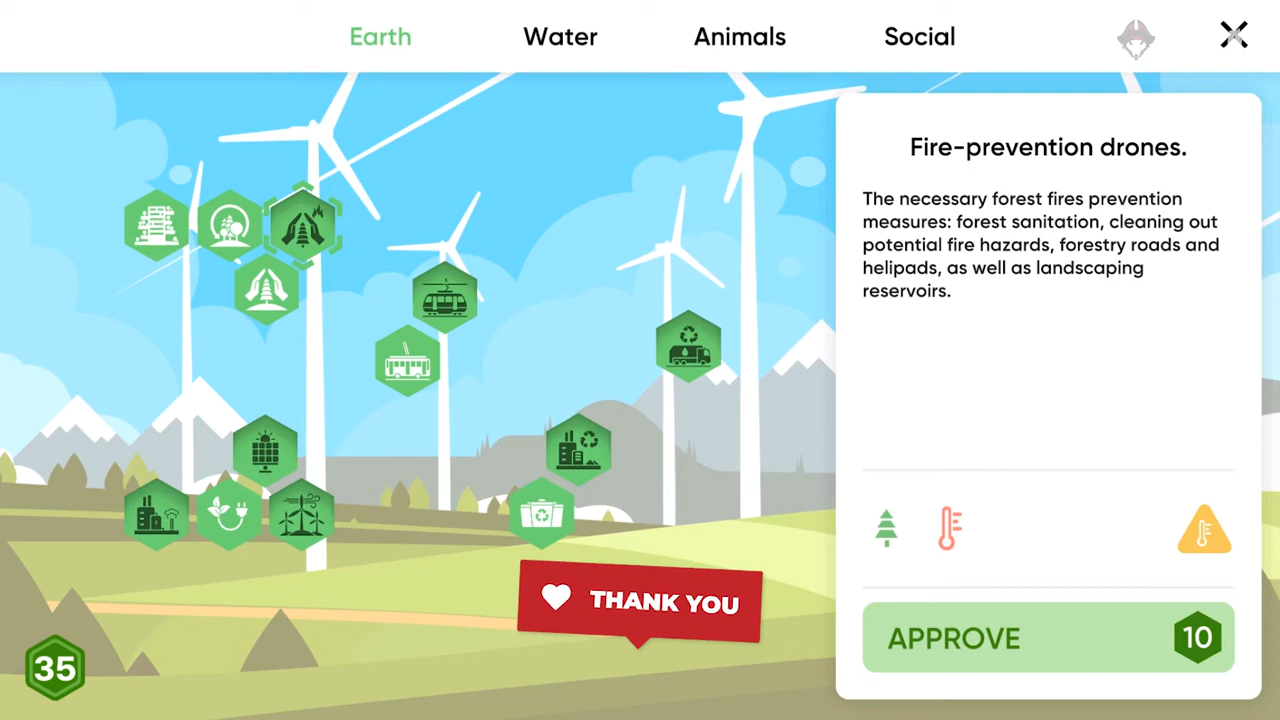 Earth
Water
Animals
Social
Fire-prevention drones.
The necessary forest fires prevention
measures: forest sanitation, cleaning out
potential fire hazards, forestry roads and
helipads, as well as landscaping
reservoirs.
THANK YOU
APPROVE
10
35